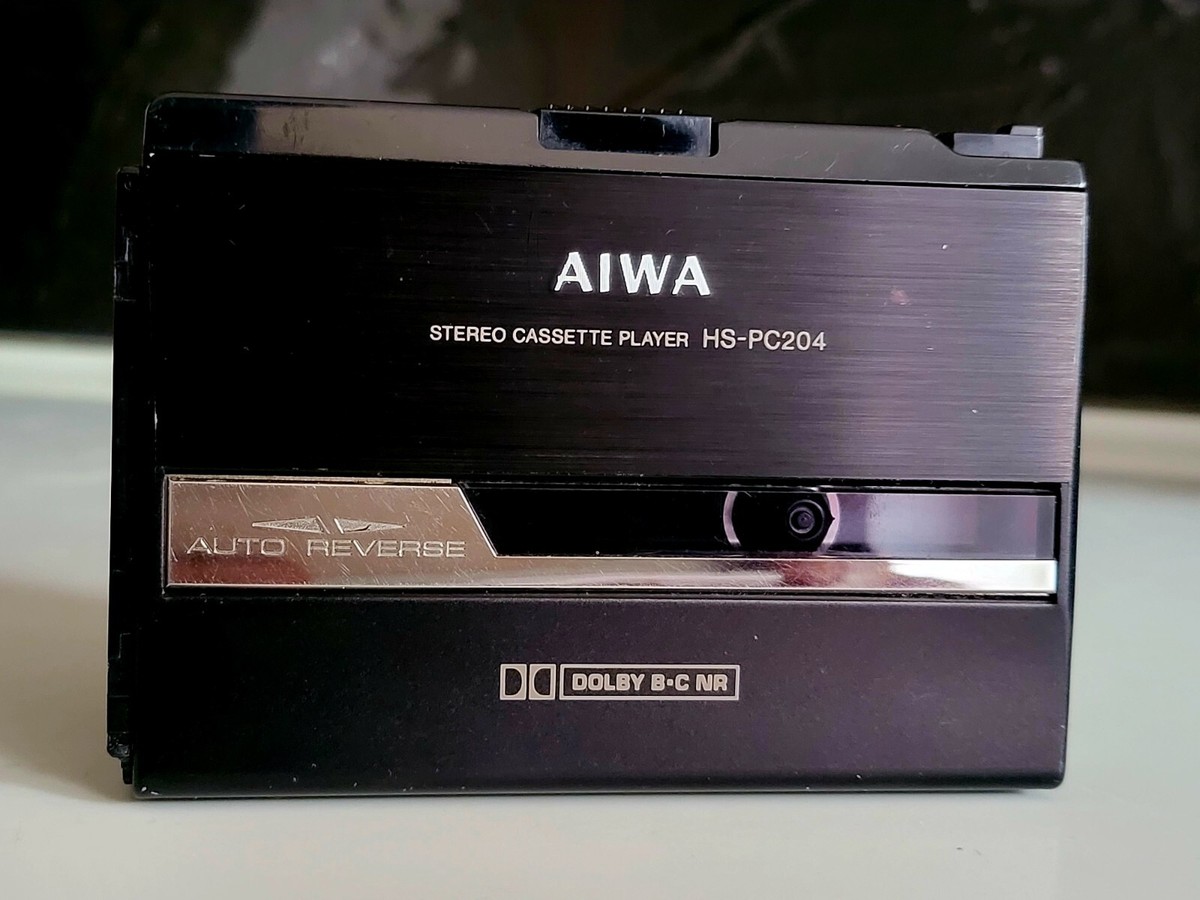 AIWA
STEREO CASSETTE PLAYER HS-PC204
AUTO REVERSE
DOLBY B·C NR